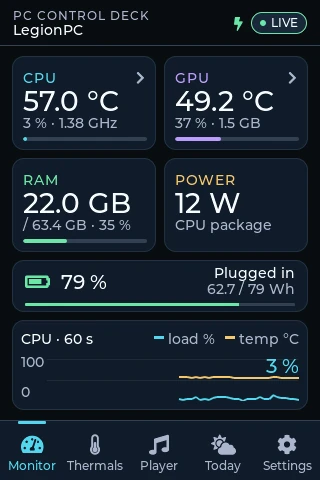 PC CONTROL DECK
LegionPC
LIVE
CPU
57.0 °C
3 % · 1.38 GHz
GPU
49.2 °C
37 % · 1.5 GB
RAM
22.0 GB
/ 63.4 GB · 35 %
POWER
12 W
CPU package
79 %
Plugged in
62.7 / 79 Wh
CPU · 60 s
load %
temp °C
100
3 %
0
Monitor
Thermals
Player
Today
Settings